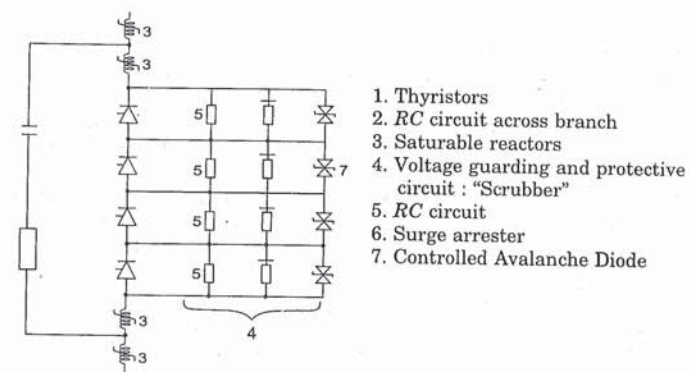 3
3
5
5
7
5
5
3
3
4
1. Thyristors
2. RC circuit across branch
3. Saturable reactors
4. Voltage guarding and protective
circuit : “Scrubber”
5. RC circuit
6. Surge arrester
7. Controlled Avalanche Diode